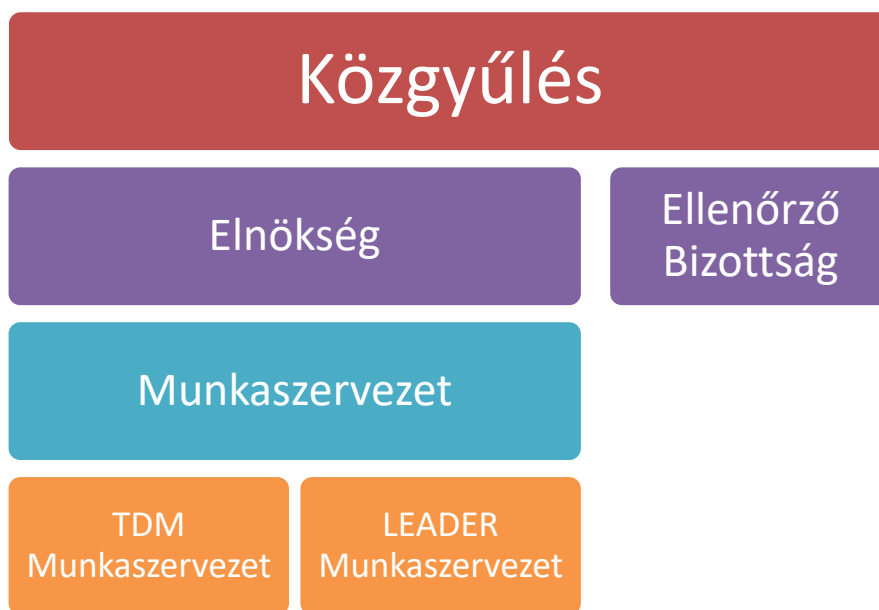 Közgyűlés
Elnökség
Ellenőrző
Bizottság
Munkaszervezet
TDM
Munkaszervezet
LEADER
Munkaszervezet